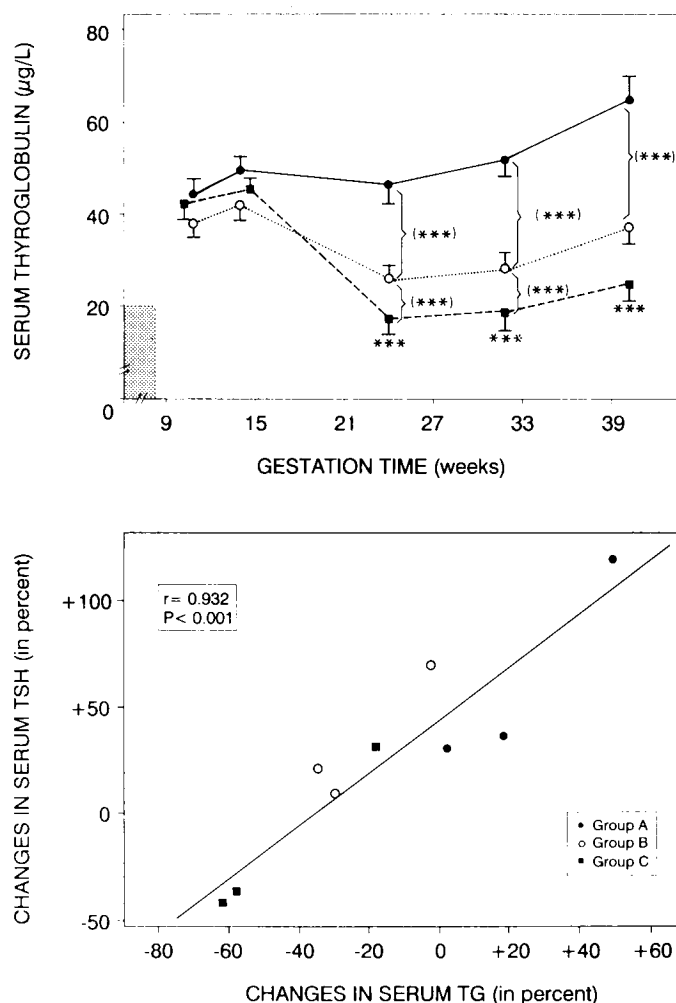 SERUM THYROGLOBULIN (µg/L)
80
60
40
20
0
(***)
(***)
(***)
(***)
(***)
***
***
***
9 15 21 27 33 39
GESTATION TIME (weeks)
CHANGES IN SERUM TSH (in percent)
+100
+50
0
-50
r= 0.932
P< 0.001
Group A
Group B
Group C
-80 -60 -40 -20 0 +20 +40 +60
CHANGES IN SERUM TG (in percent)